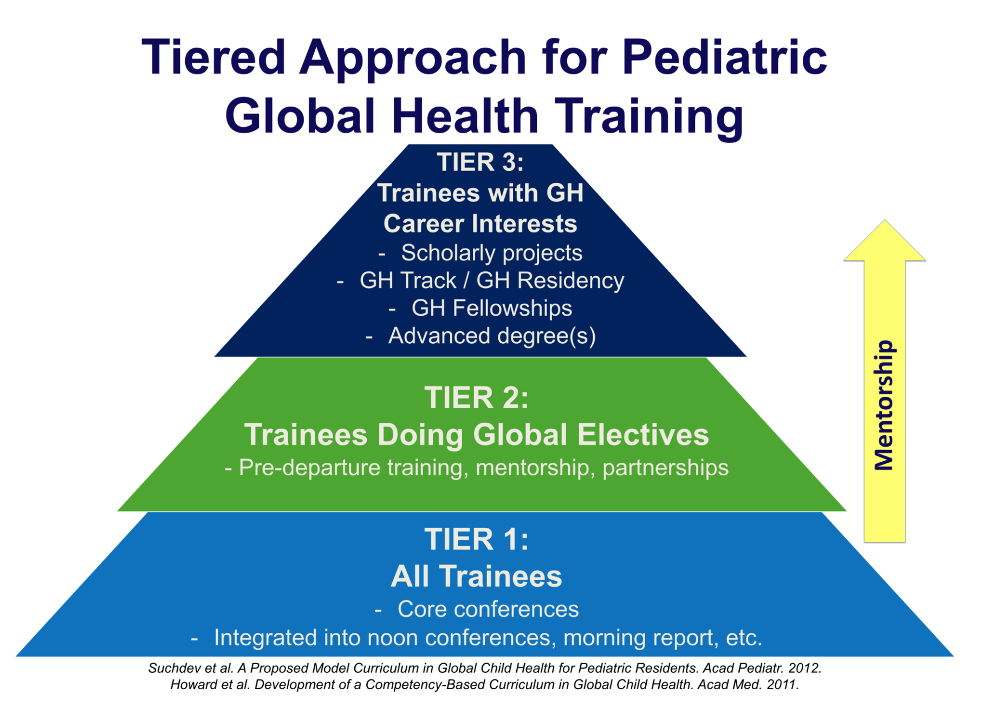 Tiered Approach for Pediatric
Global Health Training
TIER 3:
Trainees with GH
Career Interests
- Scholarly projects
- GH Track / GH Residency
- GH Fellowships
- Advanced degree(s)
TIER 2:
Trainees Doing Global Electives
- Pre-departure training, mentorship, partnerships
TIER 1:
All Trainees
- Core conferences
- Integrated into noon conferences, morning report, etc.
Mentorship
Suchdev et al. A Proposed Model Curriculum in Global Child Health for Pediatric Residents. Acad Pediatr. 2012.
Howard et al. Development of a Competency-Based Curriculum in Global Child Health. Acad Med. 2011.